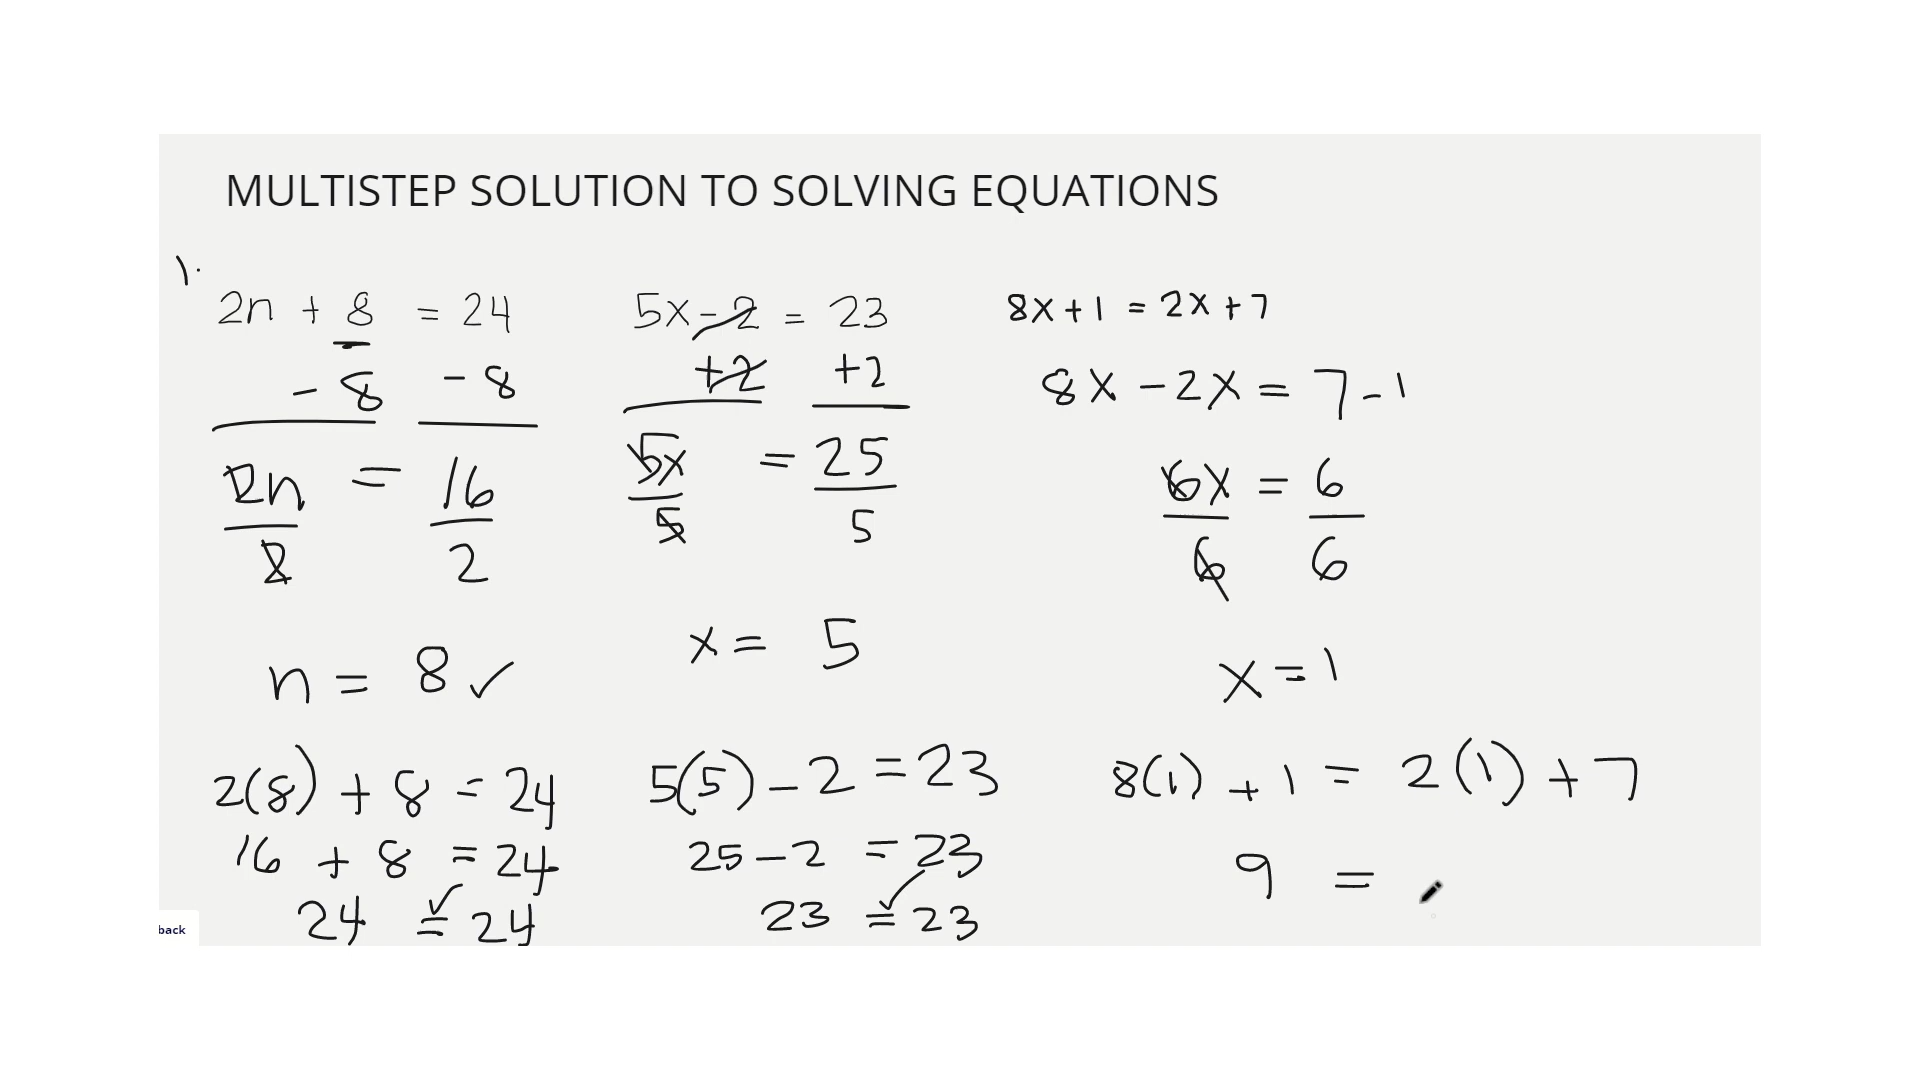 MULTISTEP SOLUTION TO SOLVING EQUATIONS
1.
2n + 8 = 24
- 8 - 8
2n = 16
2 2
n = 8 ✓
2(8) + 8 = 24
16 + 8 = 24
24 = 24 ✓
5x - 2 = 23
+2 +2
5x = 25
5 5
x = 5
5(5) - 2 = 23
25 - 2 = 23
23 = 23 ✓
8x + 1 = 2x + 7
8x - 2x = 7 - 1
6x = 6
6 6
x = 1
8(1) + 1 = 2(1) + 7
9 =
back